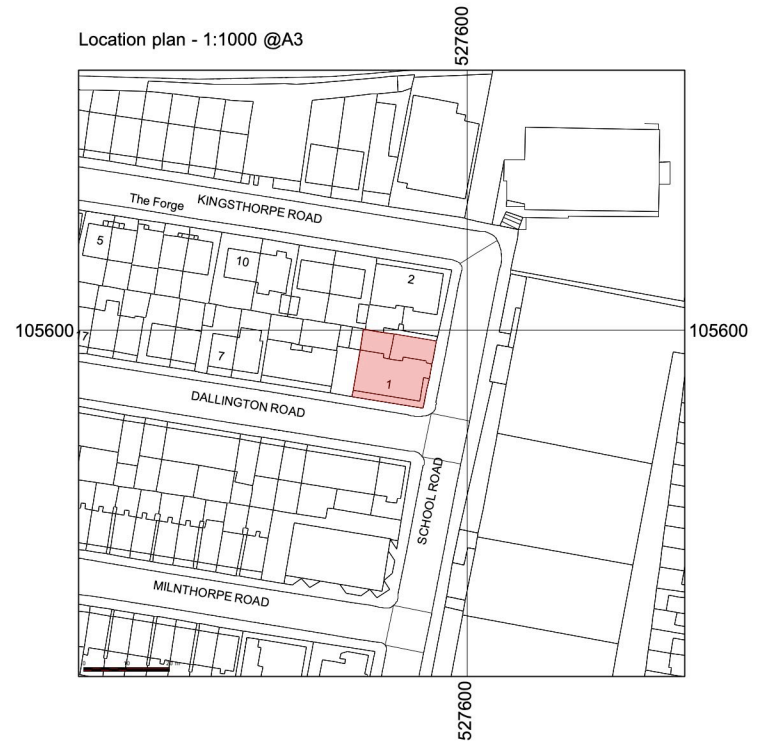 Location plan - 1:1000 @A3
527600
The Forge
KINGSTHORPE ROAD
5
10
2
105600
105600
17
7
1
DALLINGTON ROAD
SCHOOL ROAD
MILNTHORPE ROAD
527600